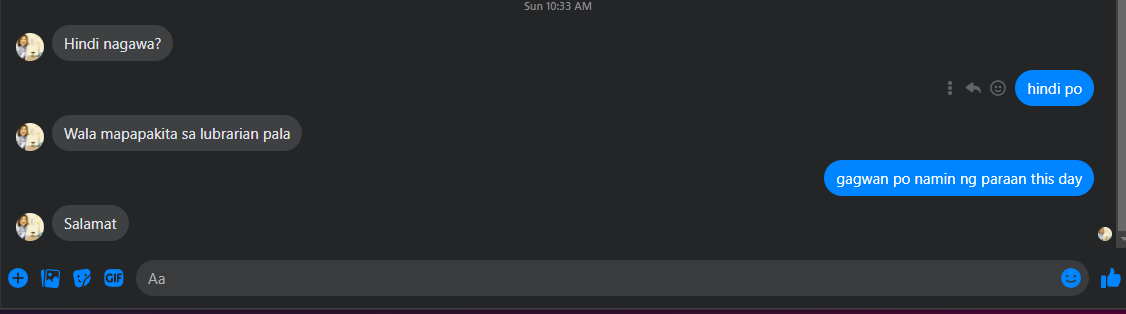 Sun 10:33 AM
Hindi nagawa?
hindi po
Wala mapapakita sa lubrarian pala
gagwan po namin ng paraan this day
Salamat
GIF
Aa